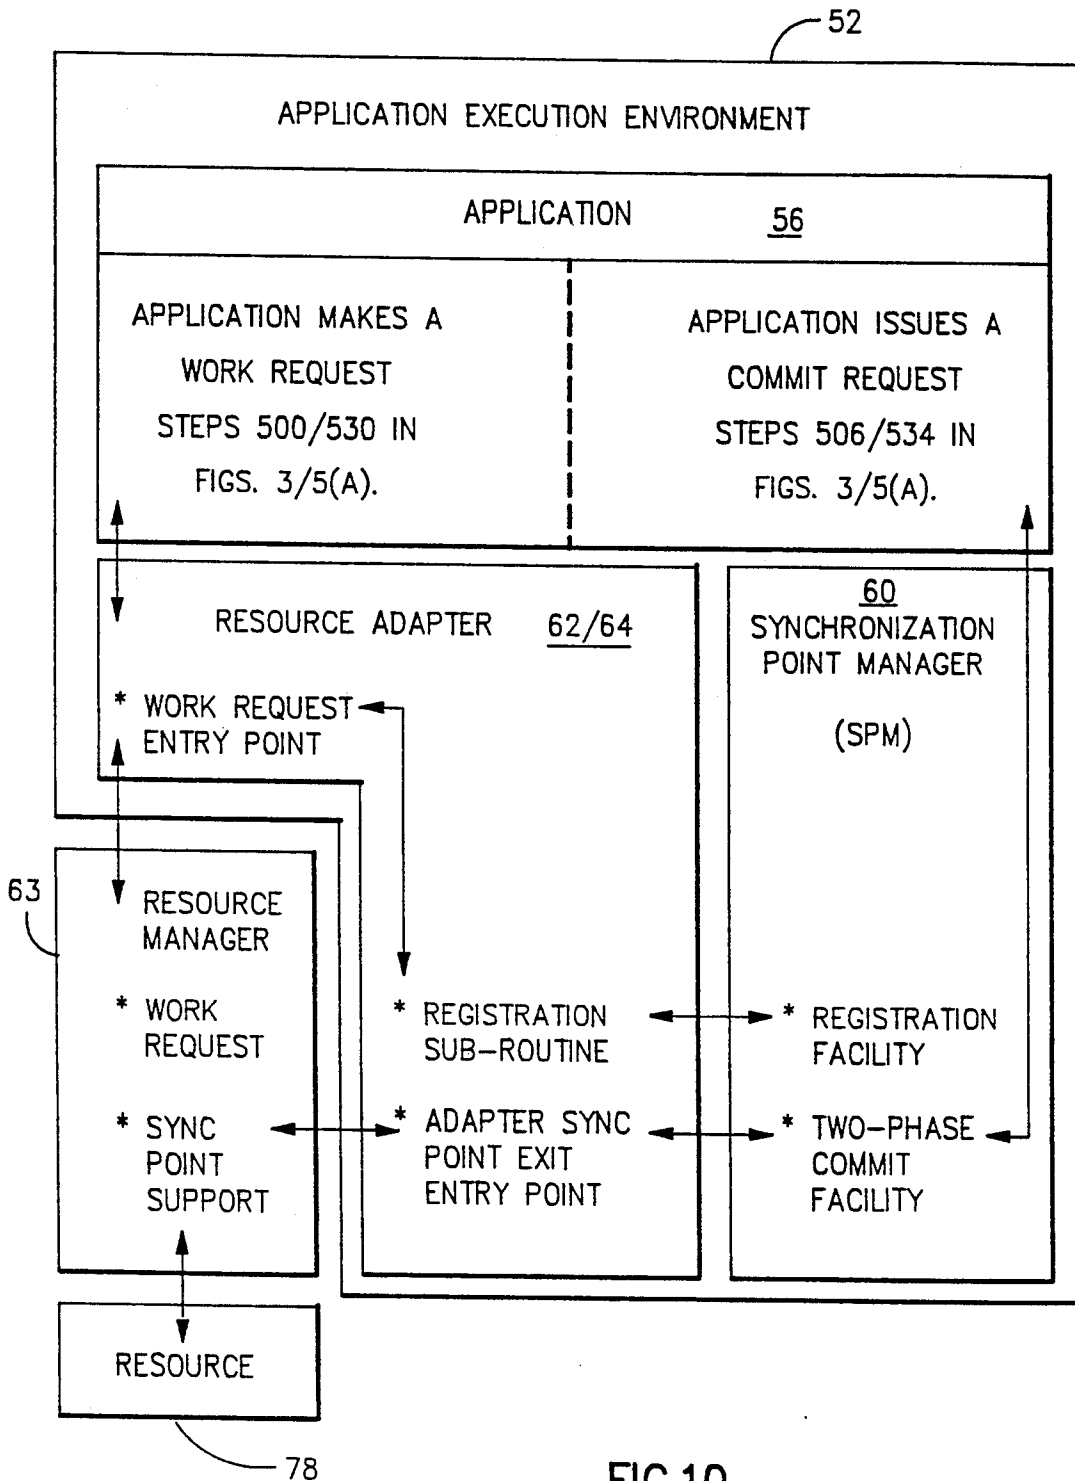 52
APPLICATION EXECUTION ENVIRONMENT
APPLICATION 56
APPLICATION MAKES A
WORK REQUEST
STEPS 500/530 IN
FIGS. 3/5(A).
APPLICATION ISSUES A
COMMIT REQUEST
STEPS 506/534 IN
FIGS. 3/5(A).
RESOURCE ADAPTER 62/64
* WORK REQUEST
ENTRY POINT
60
SYNCHRONIZATION
POINT MANAGER
(SPM)
63
RESOURCE
MANAGER
* WORK
REQUEST
* SYNC
POINT
SUPPORT
* REGISTRATION
SUB-ROUTINE
* ADAPTER SYNC
POINT EXIT
ENTRY POINT
* REGISTRATION
FACILITY
* TWO-PHASE
COMMIT
FACILITY
RESOURCE
78
FIG.10